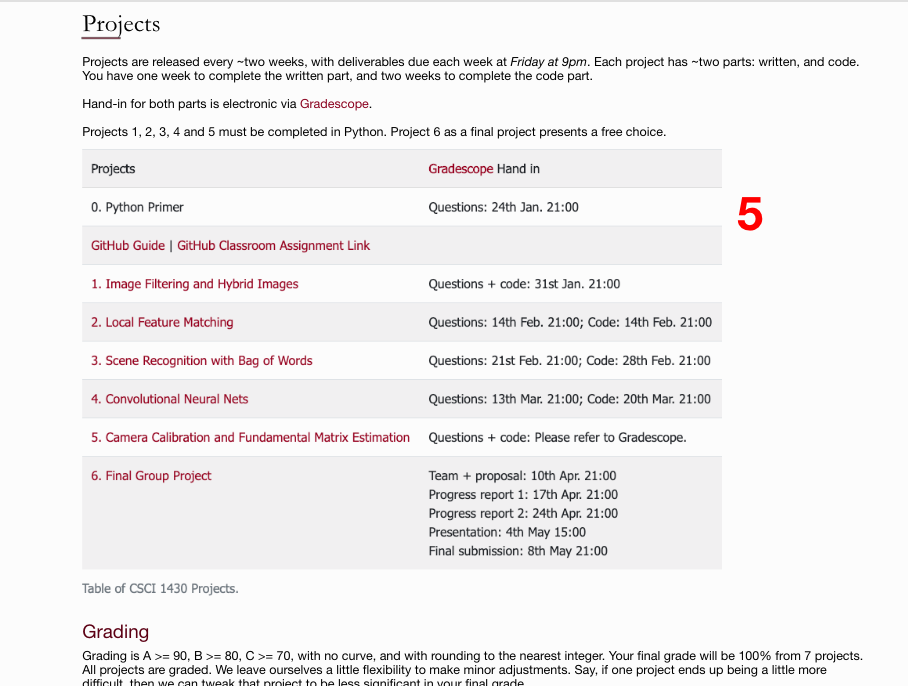 Projects
Projects are released every ~two weeks, with deliverables due each week at Friday at 9pm. Each project has ~two parts: written, and code.
You have one week to complete the written part, and two weeks to complete the code part.
Hand-in for both parts is electronic via Gradescope.
Projects 1, 2, 3, 4 and 5 must be completed in Python. Project 6 as a final project presents a free choice.
Projects Gradescope Hand in
0. Python Primer Questions: 24th Jan. 21:00
5
GitHub Guide | GitHub Classroom Assignment Link
1. Image Filtering and Hybrid Images Questions + code: 31st Jan. 21:00
2. Local Feature Matching Questions: 14th Feb. 21:00; Code: 14th Feb. 21:00
3. Scene Recognition with Bag of Words Questions: 21st Feb. 21:00; Code: 28th Feb. 21:00
4. Convolutional Neural Nets Questions: 13th Mar. 21:00; Code: 20th Mar. 21:00
5. Camera Calibration and Fundamental Matrix Estimation Questions + code: Please refer to Gradescope.
6. Final Group Project Team + proposal: 10th Apr. 21:00
Progress report 1: 17th Apr. 21:00
Progress report 2: 24th Apr. 21:00
Presentation: 4th May 15:00
Final submission: 8th May 21:00
Table of CSCI 1430 Projects.
Grading
Grading is A >= 90, B >= 80, C >= 70, with no curve, and with rounding to the nearest integer. Your final grade will be 100% from 7 projects.
All projects are graded. We leave ourselves a little flexibility to make minor adjustments. Say, if one project ends up being a little more
difficult, then we can tweak that project to be less significant in your final grade.